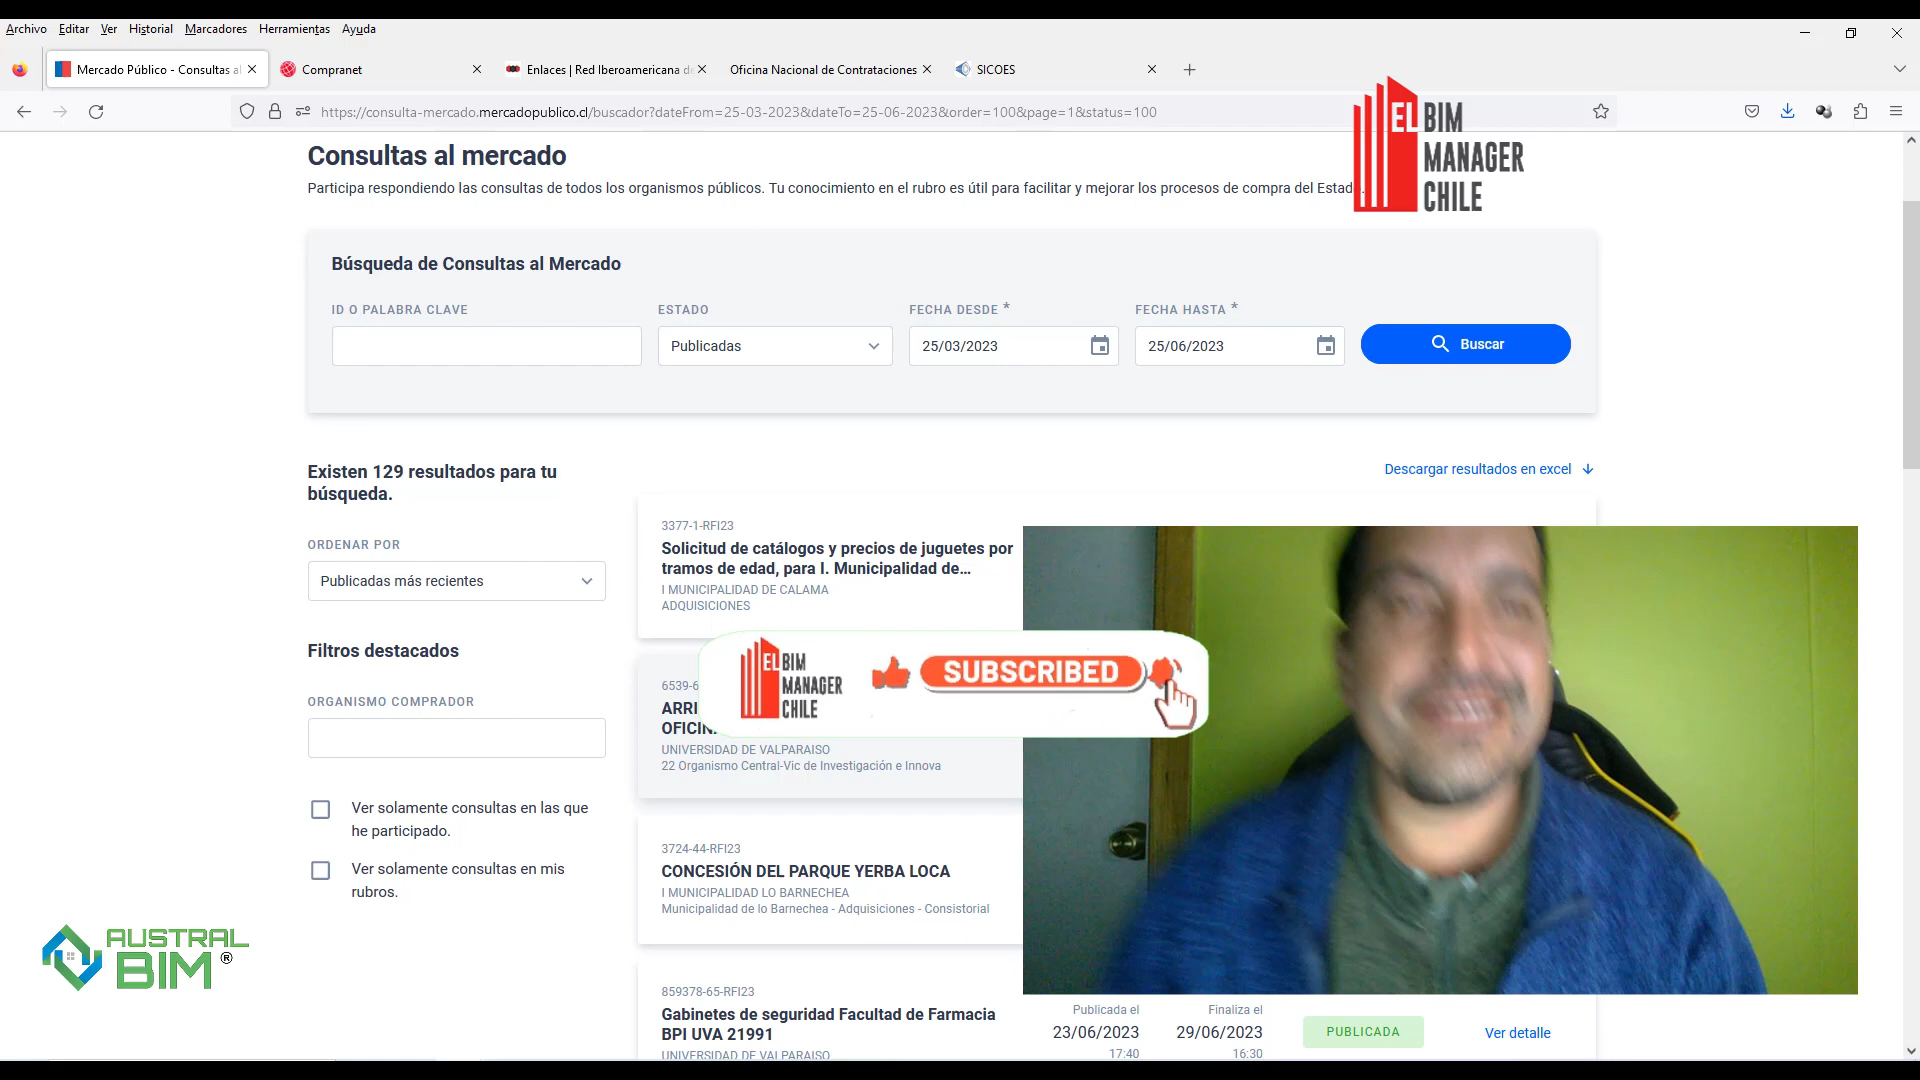 Archivo Editar Ver Historial Marcadores Herramientas Ayuda
Mercado Público - Consultas al
Compranet
Enlaces | Red Iberoamericana de
Oficina Nacional de Contrataciones
SICOES
https://consulta-mercado.mercadopublico.cl/buscador?dateFrom=25-03-2023&dateTo=25-06-2023&order=100&page=1&status=100
EL BIM
MANAGER
CHILE
Consultas al mercado
Participa respondiendo las consultas de todos los organismos públicos. Tu conocimiento en el rubro es útil para facilitar y mejorar los procesos de compra del Estado.
Búsqueda de Consultas al Mercado
ID O PALABRA CLAVE
ESTADO
FECHA DESDE *
FECHA HASTA *
Publicadas
25/03/2023
25/06/2023
Buscar
Existen 129 resultados para tu
búsqueda.
Descargar resultados en excel
ORDENAR POR
Publicadas más recientes
Filtros destacados
ORGANISMO COMPRADOR
Ver solamente consultas en las que
he participado.
Ver solamente consultas en mis
rubros.
3377-1-RFI23
Solicitud de catálogos y precios de juguetes por
tramos de edad, para I. Municipalidad de…
I MUNICIPALIDAD DE CALAMA
ADQUISICIONES
EL BIM
MANAGER
CHILE
SUBSCRIBED
6539-6
ARRI
OFICIN
UNIVERSIDAD DE VALPARAISO
22 Organismo Central-Vic de Investigación e Innova
3724-44-RFI23
CONCESIÓN DEL PARQUE YERBA LOCA
I MUNICIPALIDAD LO BARNECHEA
Municipalidad de lo Barnechea - Adquisiciones - Consistorial
859378-65-RFI23
Gabinetes de seguridad Facultad de Farmacia
BPI UVA 21991
UNIVERSIDAD DE VALPARAISO
Publicada el
23/06/2023
17:40
Finaliza el
29/06/2023
16:30
PUBLICADA
Ver detalle
AUSTRAL
BIM ®